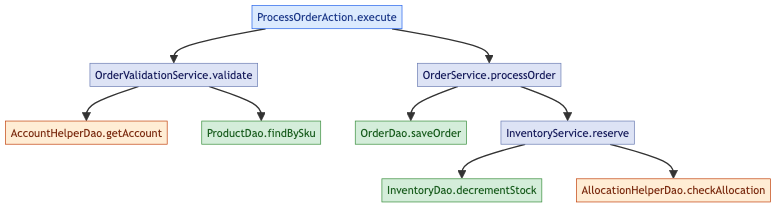 ProcessOrderAction.execute
OrderValidationService.validate
OrderService.processOrder
AccountHelperDao.getAccount
ProductDao.findBySku
OrderDao.saveOrder
InventoryService.reserve
InventoryDao.decrementStock
AllocationHelperDao.checkAllocation